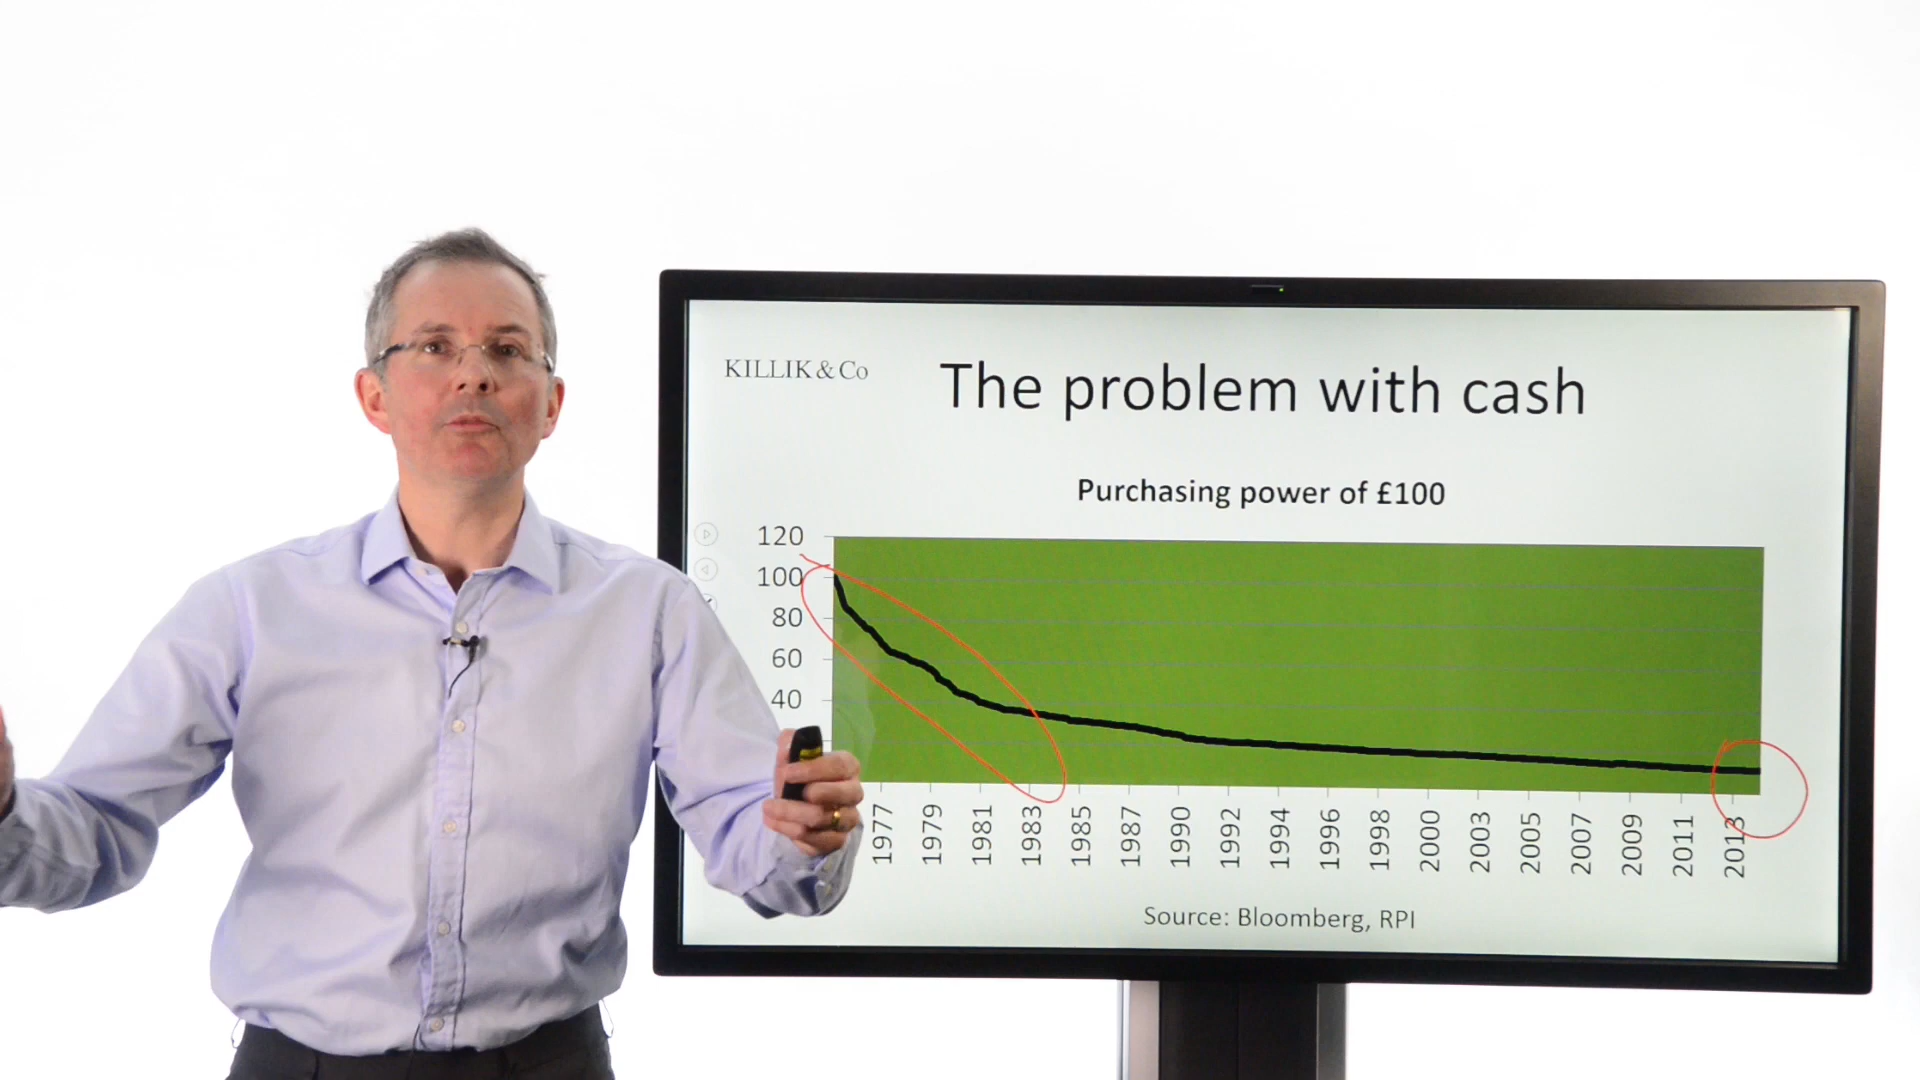 KILLIK & Co
The problem with cash
Purchasing power of £100
120
100
80
60
40
1977 1979 1981 1983 1985 1987 1990 1992 1994 1996 1998 2000 2003 2005 2007 2009 2011 2013
Source: Bloomberg, RPI